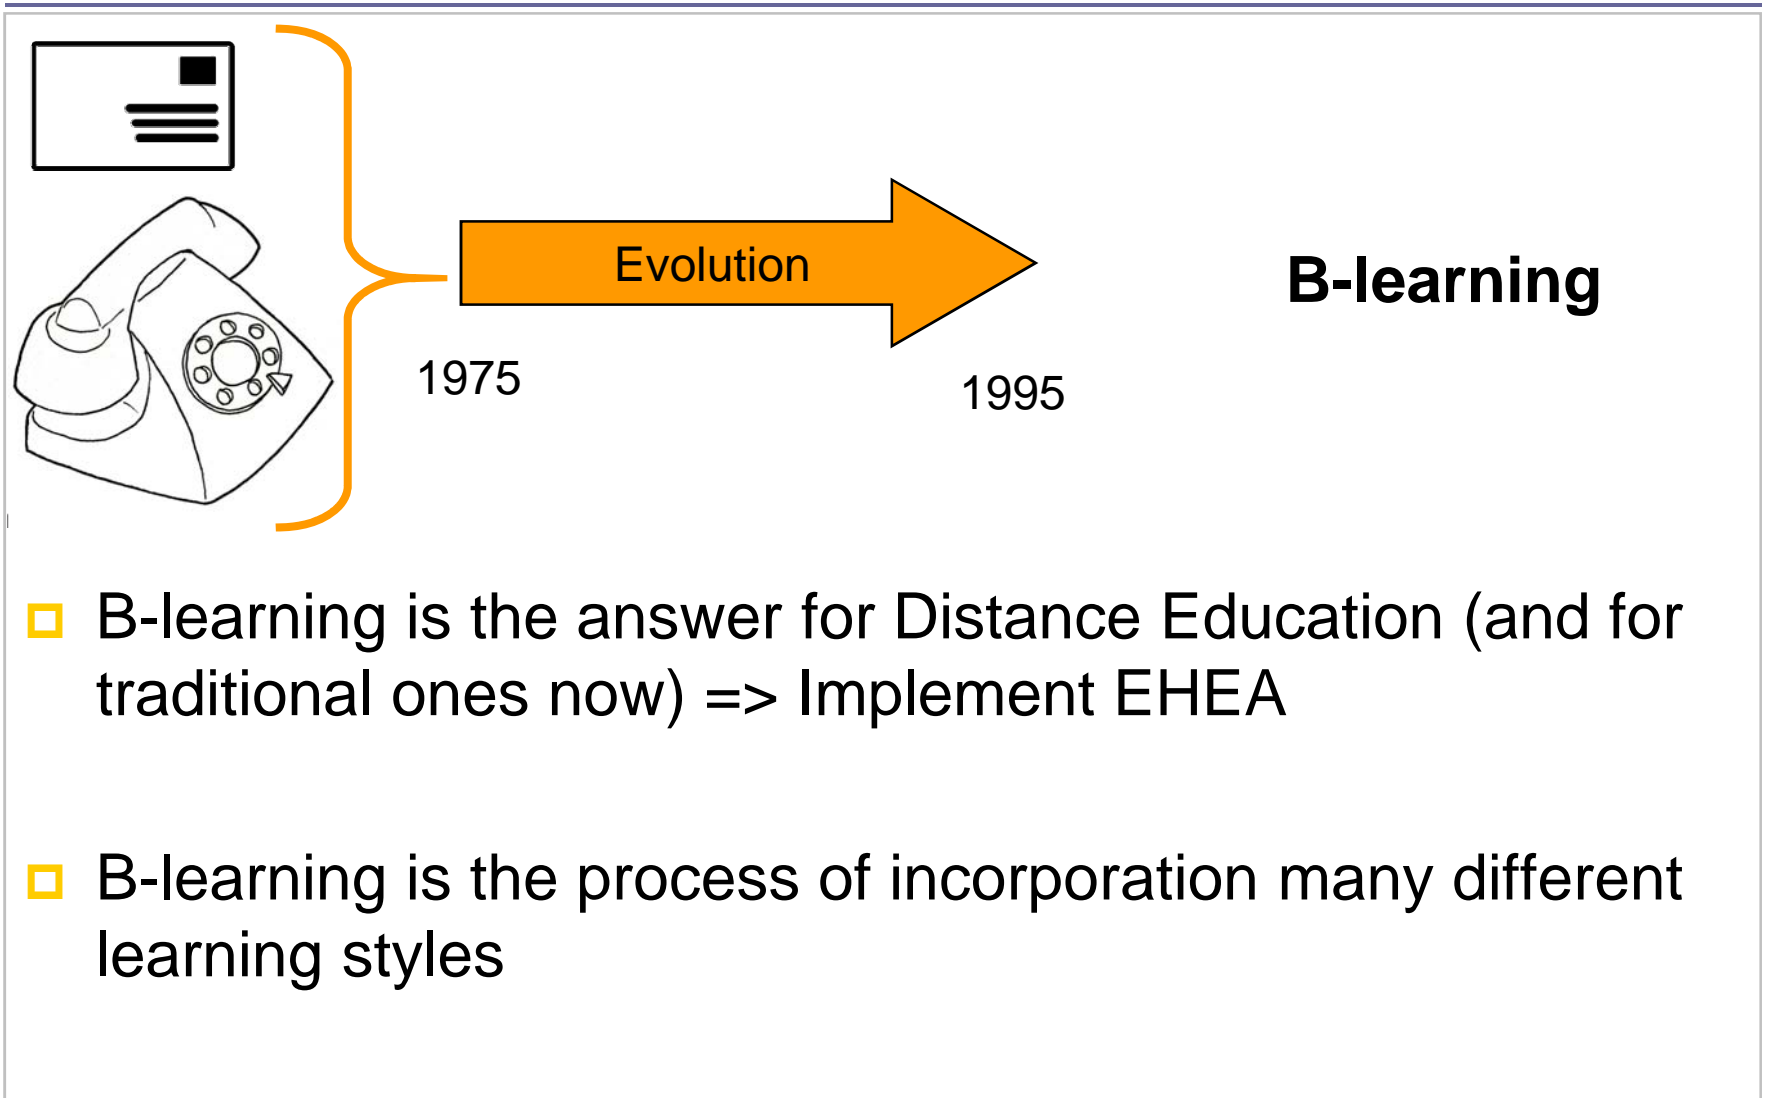 Evolution
B-learning
1975
1995
B-learning is the answer for Distance Education (and for
traditional ones now) => Implement EHEA
B-learning is the process of incorporation many different
learning styles